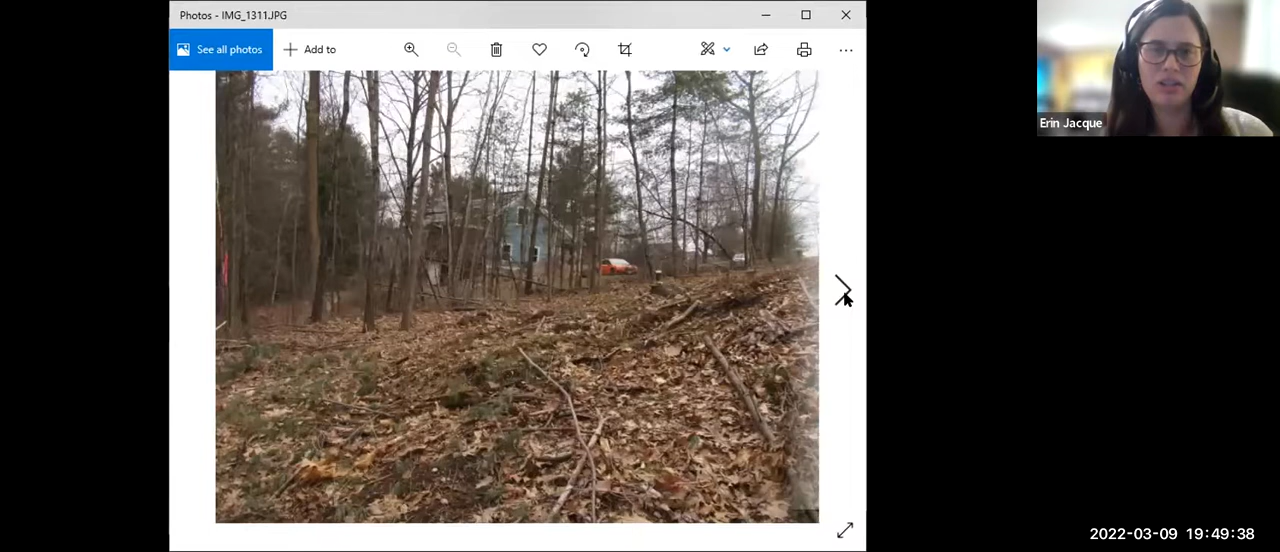 Photos - IMG_1311.JPG
See all photos
Add to
Erin Jacque
2022-03-09 19:49:38